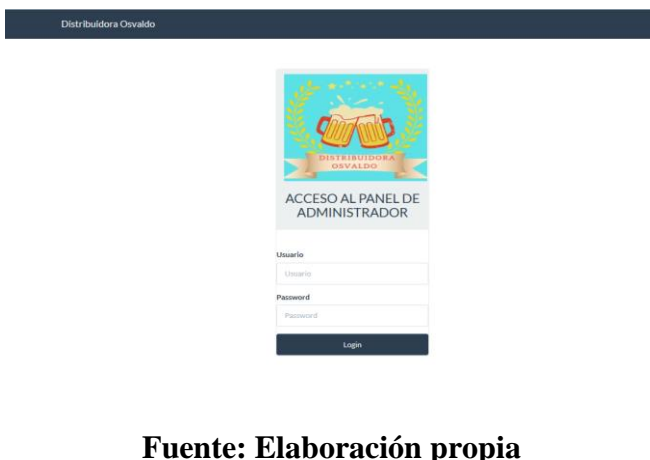 Distribuidora Osvaldo
DISTRIBUIDORA
OSVALDO
ACCESO AL PANEL DE
ADMINISTRADOR
Usuario
Usuario
Password
Password
Login
Fuente: Elaboración propia